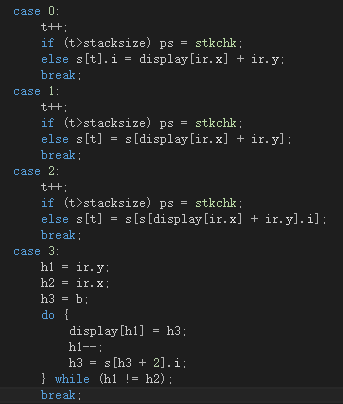 case 0:
    t++;
    if (t>stacksize) ps = stkchk;
    else s[t].i = display[ir.x] + ir.y;
    break;
case 1:
    t++;
    if (t>stacksize) ps = stkchk;
    else s[t] = s[display[ir.x] + ir.y];
    break;
case 2:
    t++;
    if (t>stacksize) ps = stkchk;
    else s[t] = s[s[display[ir.x] + ir.y].i];
    break;
case 3:
    h1 = ir.y;
    h2 = ir.x;
    h3 = b;
    do {
        display[h1] = h3;
        h1--;
        h3 = s[h3 + 2].i;
    } while (h1 != h2);
    break;